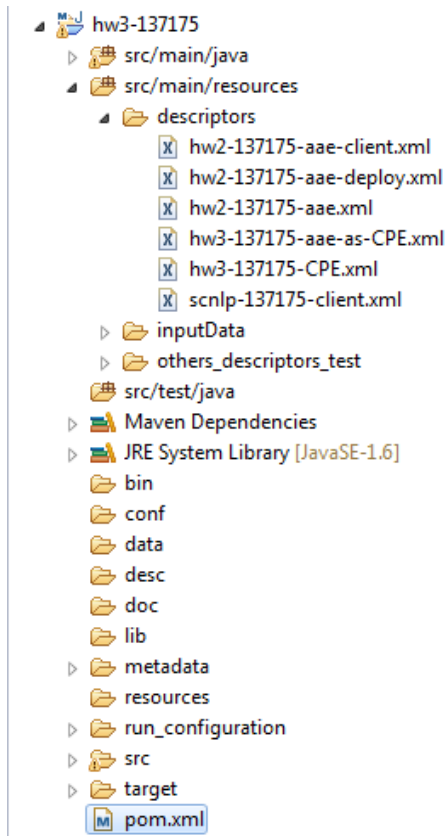 hw3-137175
src/main/java
src/main/resources
descriptors
hw2-137175-aae-client.xml
hw2-137175-aae-deploy.xml
hw2-137175-aae.xml
hw3-137175-aae-as-CPE.xml
hw3-137175-CPE.xml
scnlp-137175-client.xml
inputData
others_descriptors_test
src/test/java
Maven Dependencies
JRE System Library [JavaSE-1.6]
bin
conf
data
desc
doc
lib
metadata
resources
run_configuration
src
target
pom.xml